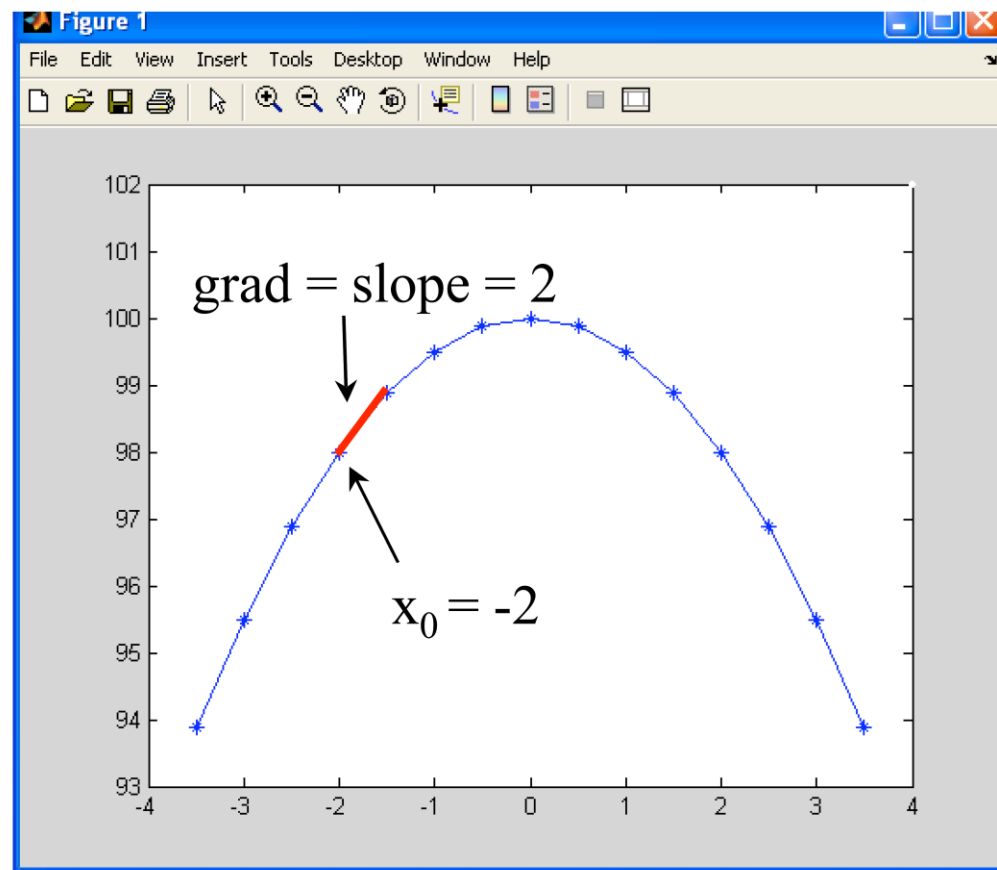 Figure 1
File Edit View Insert Tools Desktop Window Help
102
101
grad = slope = 2
100
99
98
97
96
x₀ = -2
95
94
93
-4 -3 -2 -1 0 1 2 3 4